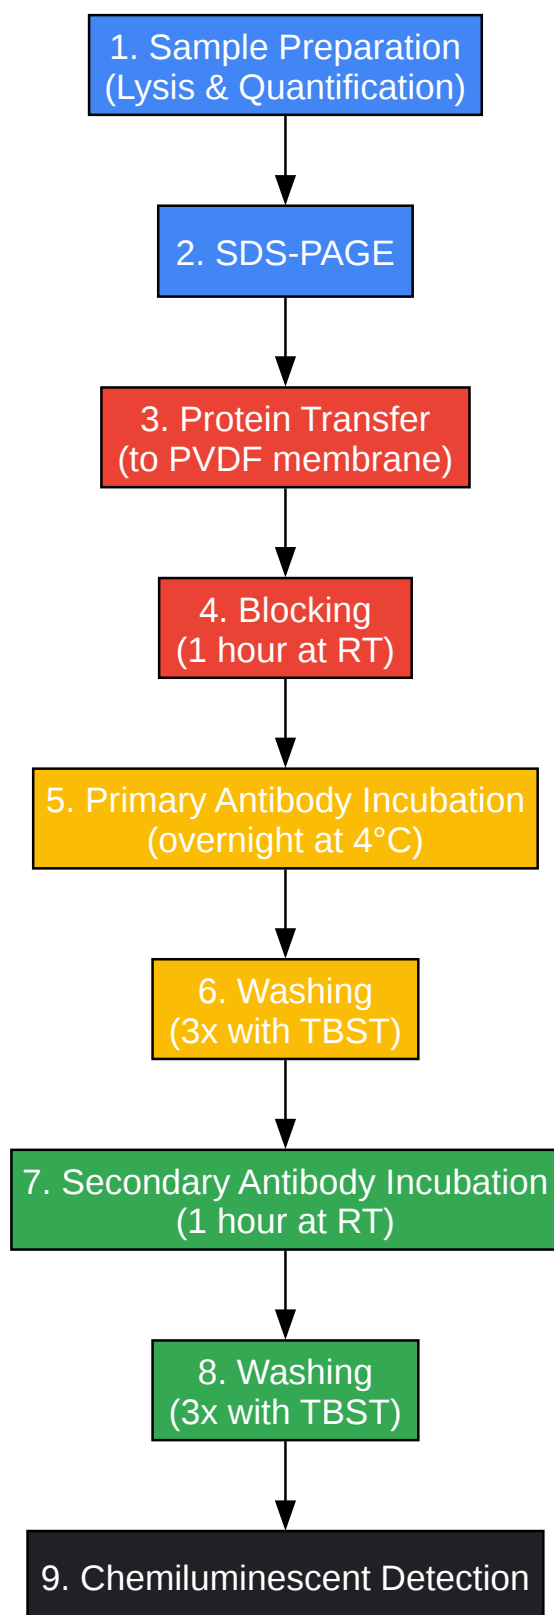 1. Sample Preparation
(Lysis & Quantification)
2. SDS-PAGE
3. Protein Transfer
(to PVDF membrane)
4. Blocking
(1 hour at RT)
5. Primary Antibody Incubation
(overnight at 4°C)
6. Washing
(3x with TBST)
7. Secondary Antibody Incubation
(1 hour at RT)
8. Washing
(3x with TBST)
9. Chemiluminescent Detection